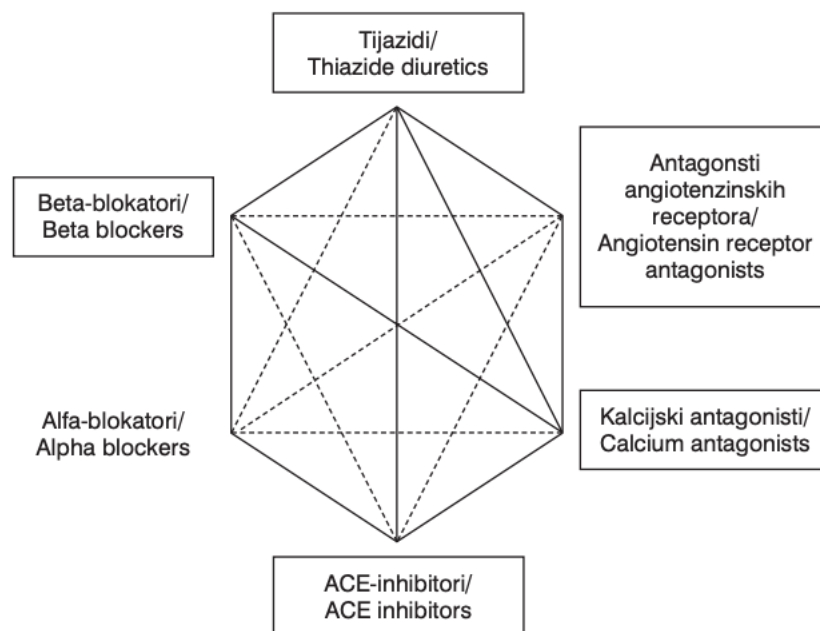 Tijazidi/
Thiazide diuretics
Beta-blokatori/
Beta blockers
Antagonsti
angiotenzinskih
receptora/
Angiotensin receptor
antagonists
Alfa-blokatori/
Alpha blockers
Kalcijski antagonisti/
Calcium antagonists
ACE-inhibitori/
ACE inhibitors